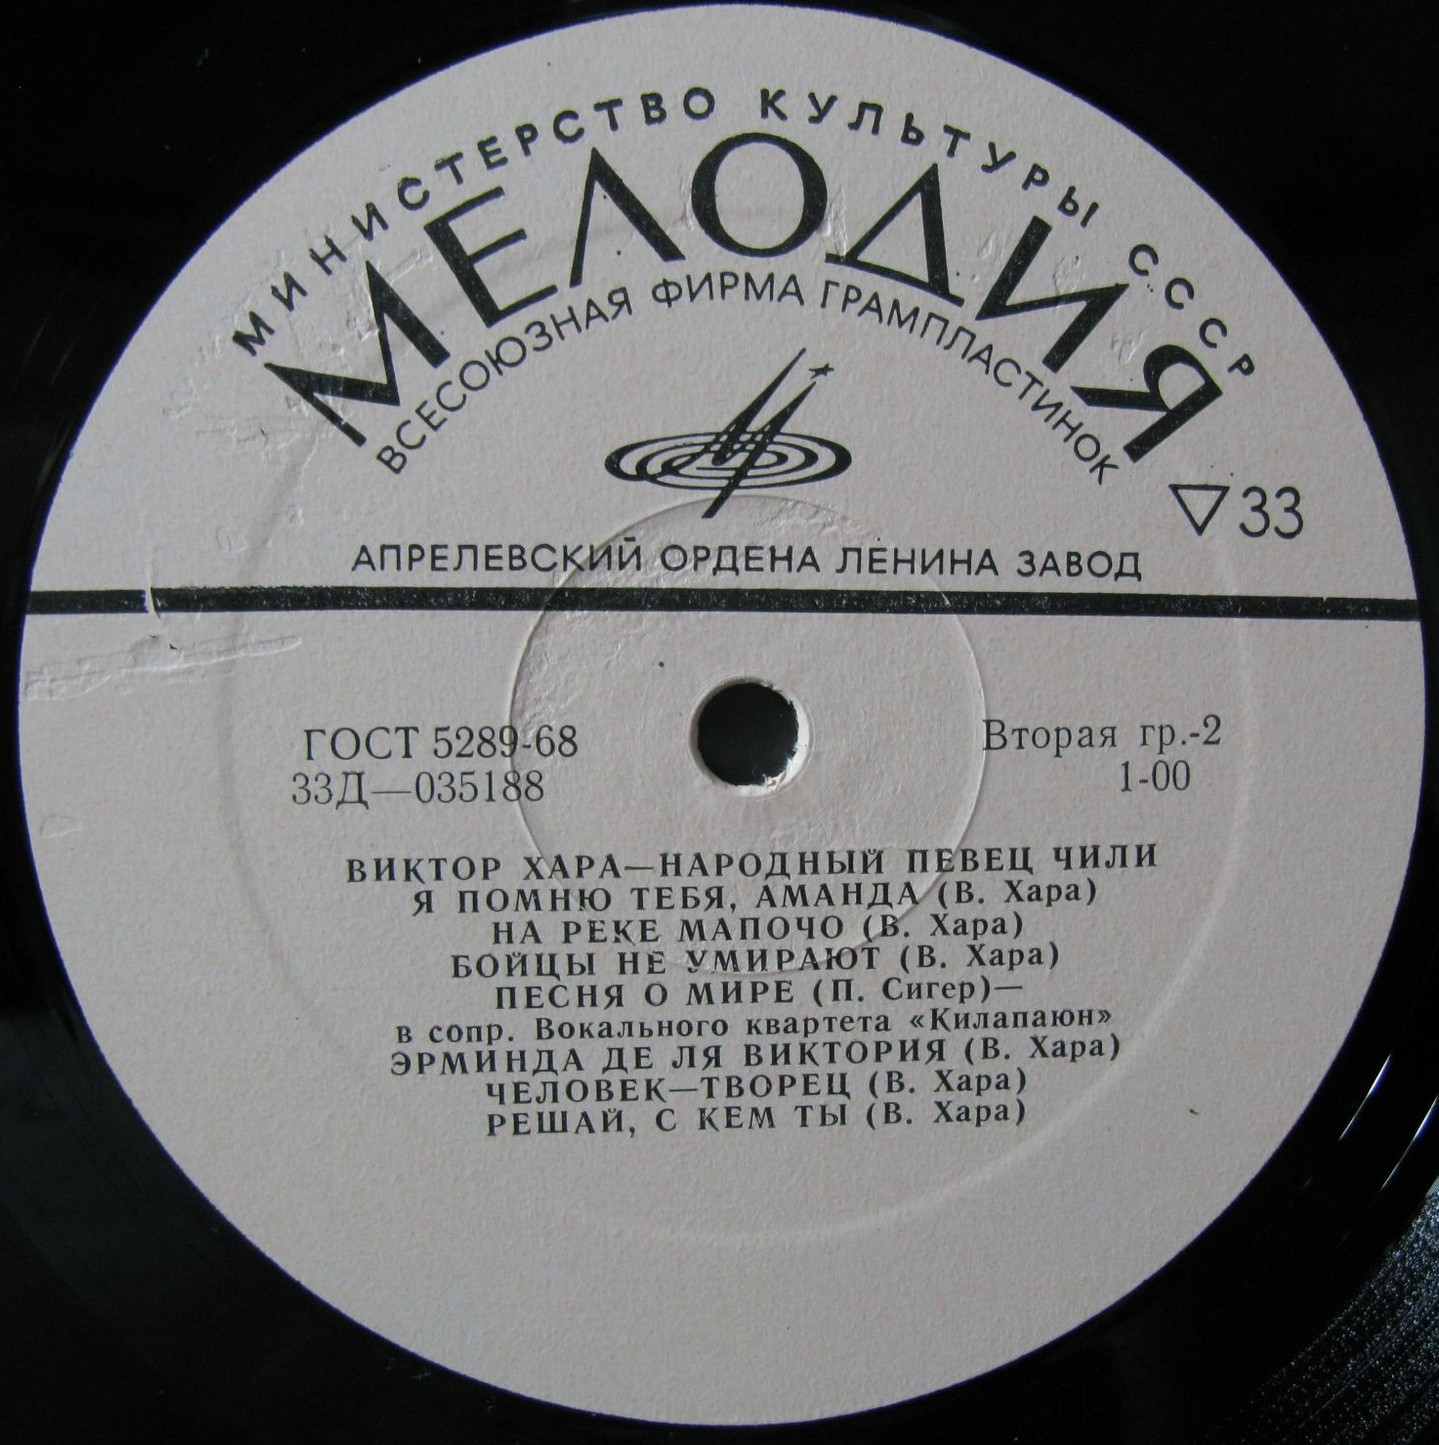 МИНИСТЕРСТВО КУЛЬТУРЫ СССР
МЕЛОДИЯ
ВСЕСОЮЗНАЯ ФИРМА ГРАМПЛАСТИНОК
▽33
АПРЕЛЕВСКИЙ ОРДЕНА ЛЕНИНА ЗАВОД
ГОСТ 5289-68
Вторая гр.-2
33Д—035188
1-00
ВИКТОР ХАРА—НАРОДНЫЙ ПЕВЕЦ ЧИЛИ
Я ПОМНЮ ТЕБЯ, АМАНДА (В. Хара)
НА РЕКЕ МАПОЧО (В. Хара)
БОЙЦЫ НЕ УМИРАЮТ (В. Хара)
ПЕСНЯ О МИРЕ (П. Сигер)—
в сопр. Вокального квартета «Килапаюн»
ЭРМИНДА ДЕ ЛЯ ВИКТОРИЯ (В. Хара)
ЧЕЛОВЕК—ТВОРЕЦ (В. Хара)
РЕШАЙ, С КЕМ ТЫ (В. Хара)